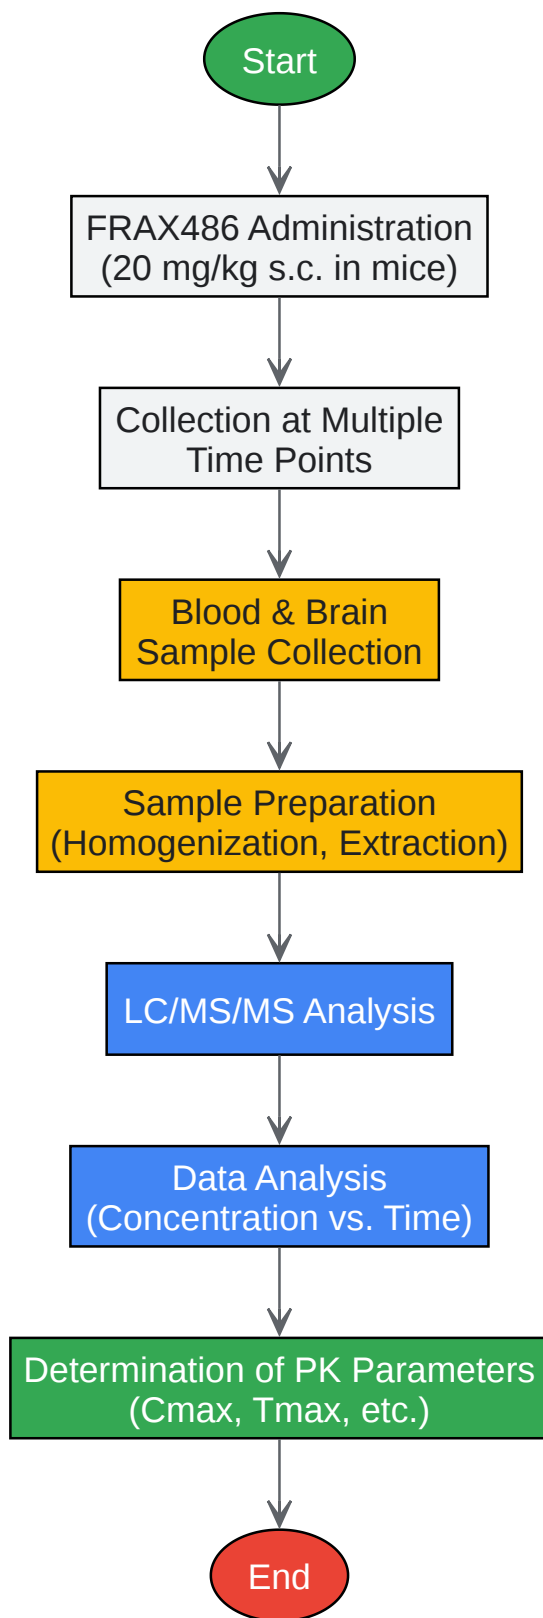 Start
FRAX486 Administration
(20 mg/kg s.c. in mice)
Collection at Multiple
Time Points
Blood & Brain
Sample Collection
Sample Preparation
(Homogenization, Extraction)
LC/MS/MS Analysis
Data Analysis
(Concentration vs. Time)
Determination of PK Parameters
(Cmax, Tmax, etc.)
End